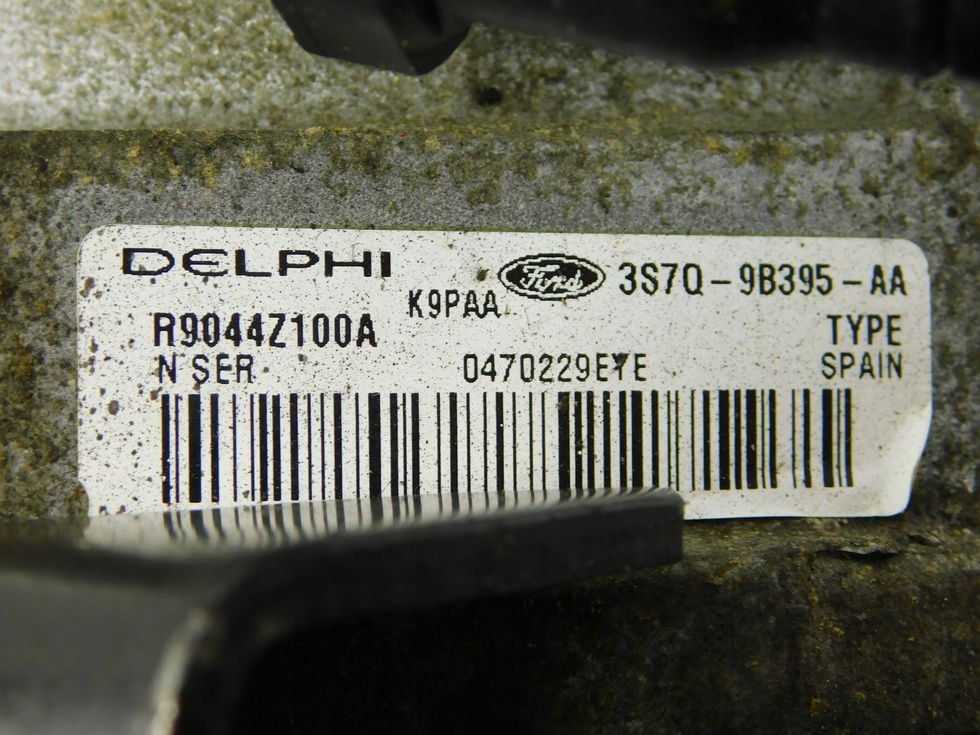 DELPHI Ford 3S7Q-9B395-AA
K9PAA
R9044Z100A TYPE
N SER 0470229EYE SPAIN